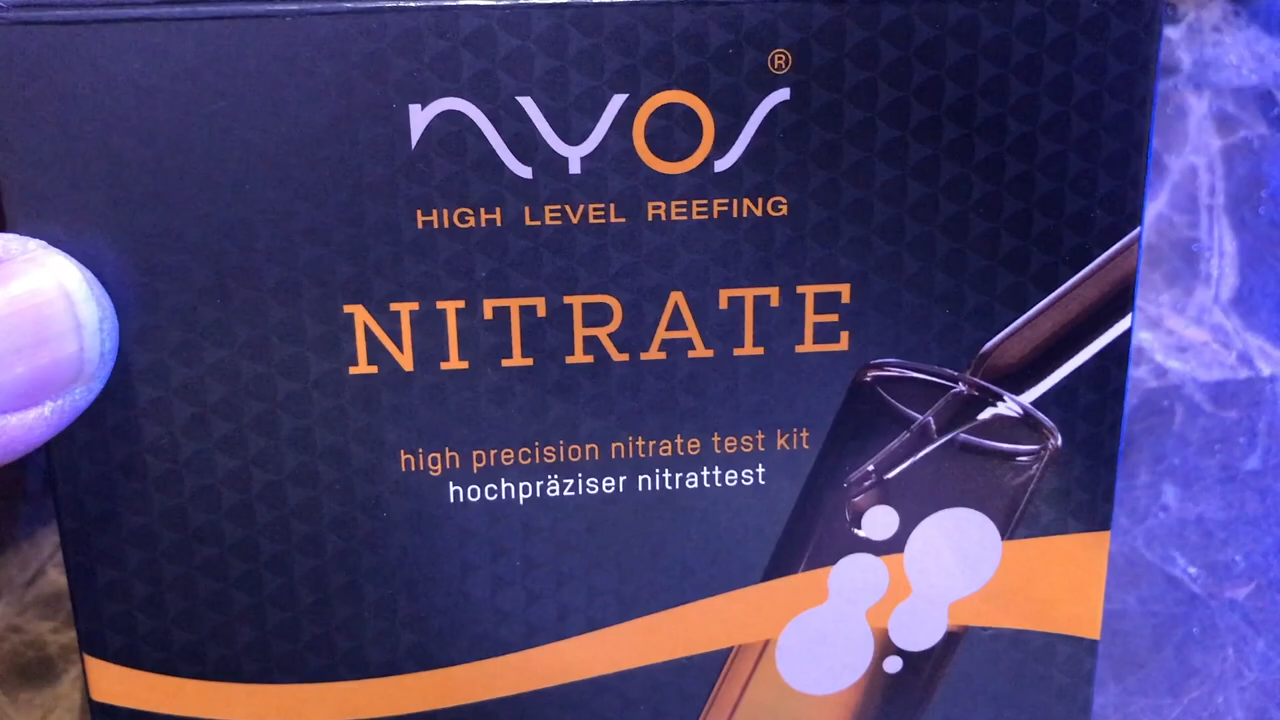 nyos®
HIGH LEVEL REEFING
NITRATE
high precision nitrate test kit
hochpräziser nitrattest